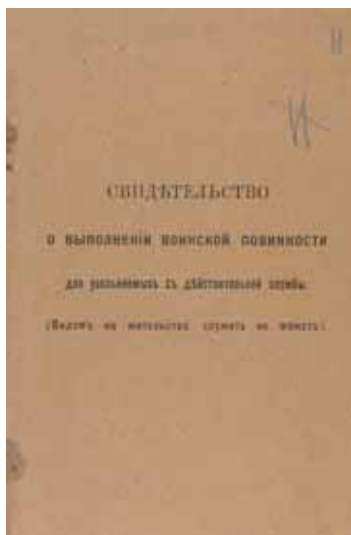 СВИДѢТЕЛЬСТВО
О ВЫПОЛНЕНІИ ВОИНСКОЙ ПОВИННОСТИ
для увольняемыхъ съ дѣйствительной службы.
(Видомъ на жительство служить не можетъ)